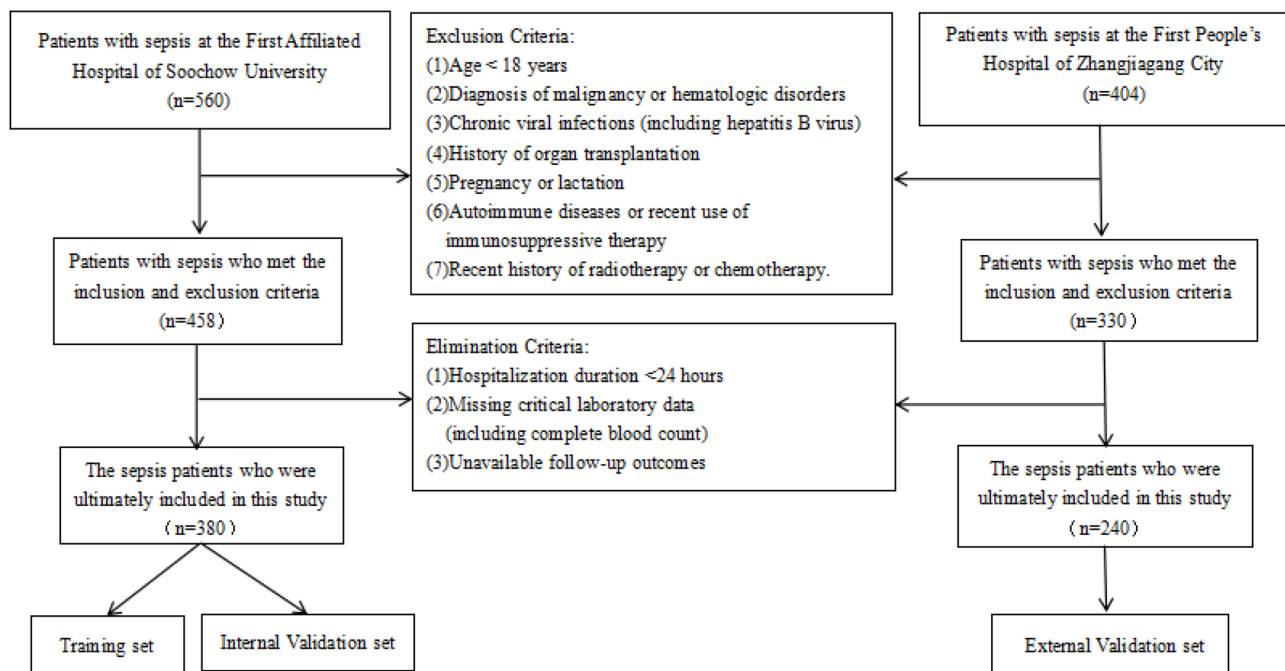 Patients with sepsis at the First Affiliated
Hospital of Soochow University
(n=560)
Exclusion Criteria:
(1)Age < 18 years
(2)Diagnosis of malignancy or hematologic disorders
(3)Chronic viral infections (including hepatitis B virus)
(4)History of organ transplantation
(5)Pregnancy or lactation
(6)Autoimmune diseases or recent use of
immunosuppressive therapy
(7)Recent history of radiotherapy or chemotherapy.
Patients with sepsis at the First People’s
Hospital of Zhangjiagang City
(n=404)
Patients with sepsis who met the
inclusion and exclusion criteria
(n=458）
Patients with sepsis who met the
inclusion and exclusion criteria
(n=330）
Elimination Criteria:
(1)Hospitalization duration <24 hours
(2)Missing critical laboratory data
(including complete blood count)
(3)Unavailable follow-up outcomes
The sepsis patients who were
ultimately included in this study
（n=380）
The sepsis patients who were
ultimately included in this study
（n=240）
Training set
Internal Validation set
External Validation set